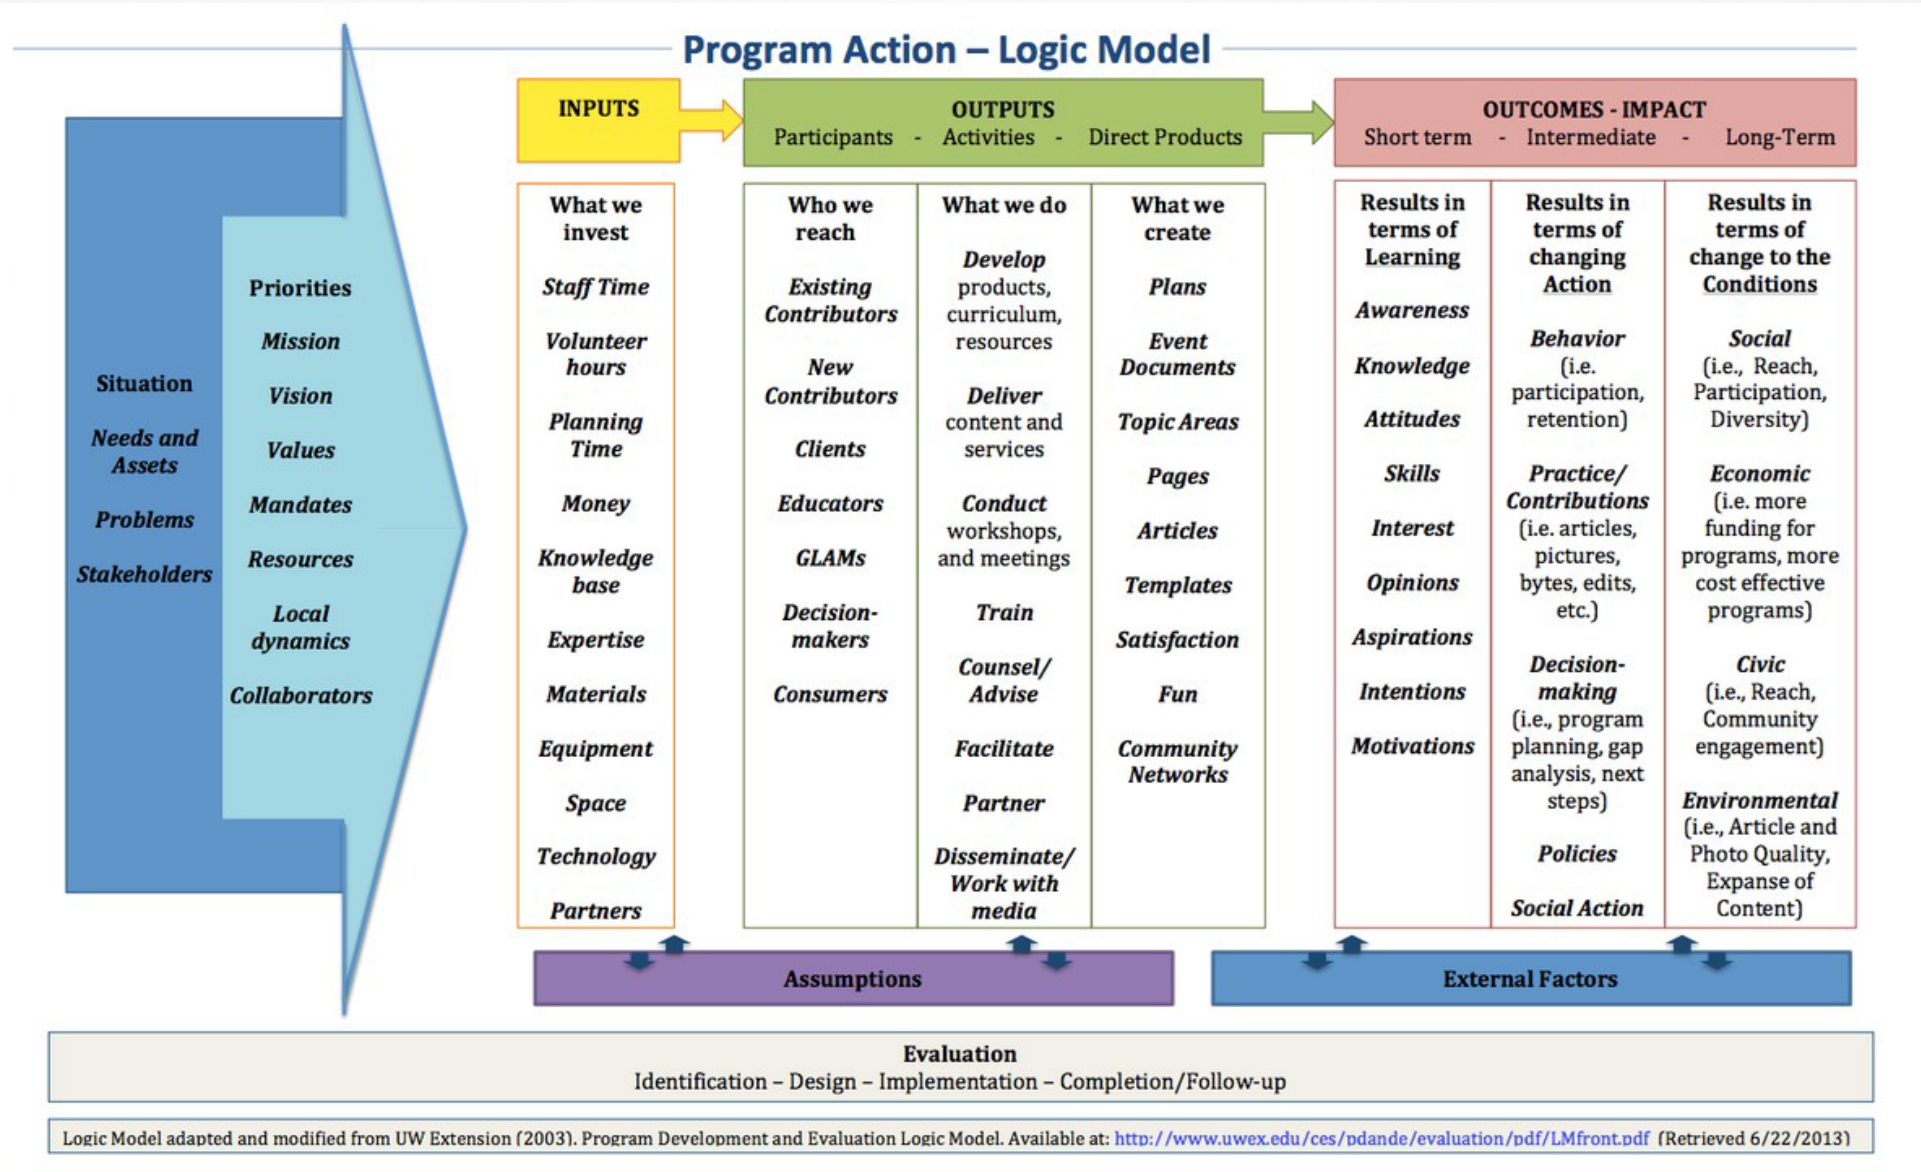 Program Action – Logic Model
Situation
Needs and
Assets
Problems
Stakeholders
Priorities
Mission
Vision
Values
Mandates
Resources
Local
dynamics
Collaborators
INPUTS
What we
invest
Staff Time
Volunteer
hours
Planning
Time
Money
Knowledge
base
Expertise
Materials
Equipment
Space
Technology
Partners
OUTPUTS
Participants - Activities - Direct Products
Who we
reach
Existing
Contributors
New
Contributors
Clients
Educators
GLAMs
Decision-
makers
Consumers
What we do
Develop
products,
curriculum,
resources
Deliver
content and
services
Conduct
workshops,
and meetings
Train
Counsel/
Advise
Facilitate
Partner
Disseminate/
Work with
media
What we
create
Plans
Event
Documents
Topic Areas
Pages
Articles
Templates
Satisfaction
Fun
Community
Networks
OUTCOMES - IMPACT
Short term - Intermediate - Long-Term
Results in
terms of
Learning
Awareness
Knowledge
Attitudes
Skills
Interest
Opinions
Aspirations
Intentions
Motivations
Results in
terms of
changing
Action
Behavior
(i.e.
participation,
retention)
Practice/
Contributions
(i.e. articles,
pictures,
bytes, edits,
etc.)
Decision-
making
(i.e., program
planning, gap
analysis, next
steps)
Policies
Social Action
Results in
terms of
change to the
Conditions
Social
(i.e., Reach,
Participation,
Diversity)
Economic
(i.e. more
funding for
programs, more
cost effective
programs)
Civic
(i.e., Reach,
Community
engagement)
Environmental
(i.e., Article and
Photo Quality,
Expanse of
Content)
Assumptions
External Factors
Evaluation
Identification – Design – Implementation – Completion/Follow-up
Logic Model adapted and modified from UW Extension (2003). Program Development and Evaluation Logic Model. Available at: http://www.uwex.edu/ces/pdande/evaluation/pdf/LMfront.pdf (Retrieved 6/22/2013)